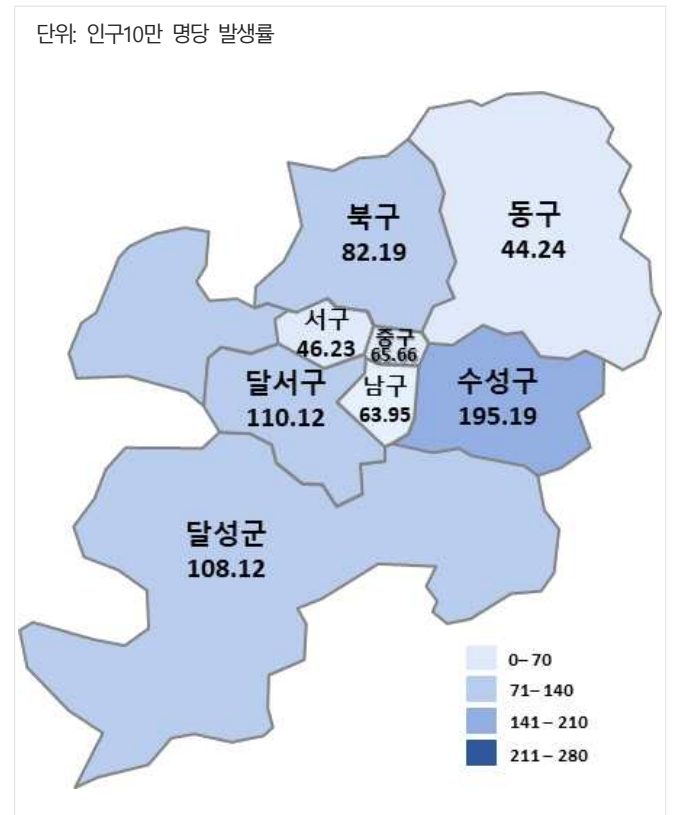 단위: 인구10만 명당 발생률
북구
82.19
동구
44.24
서구
46.23
중구
65.66
달서구
110.12
남구
63.95
수성구
195.19
달성군
108.12
0–70
71–140
141–210
211–280